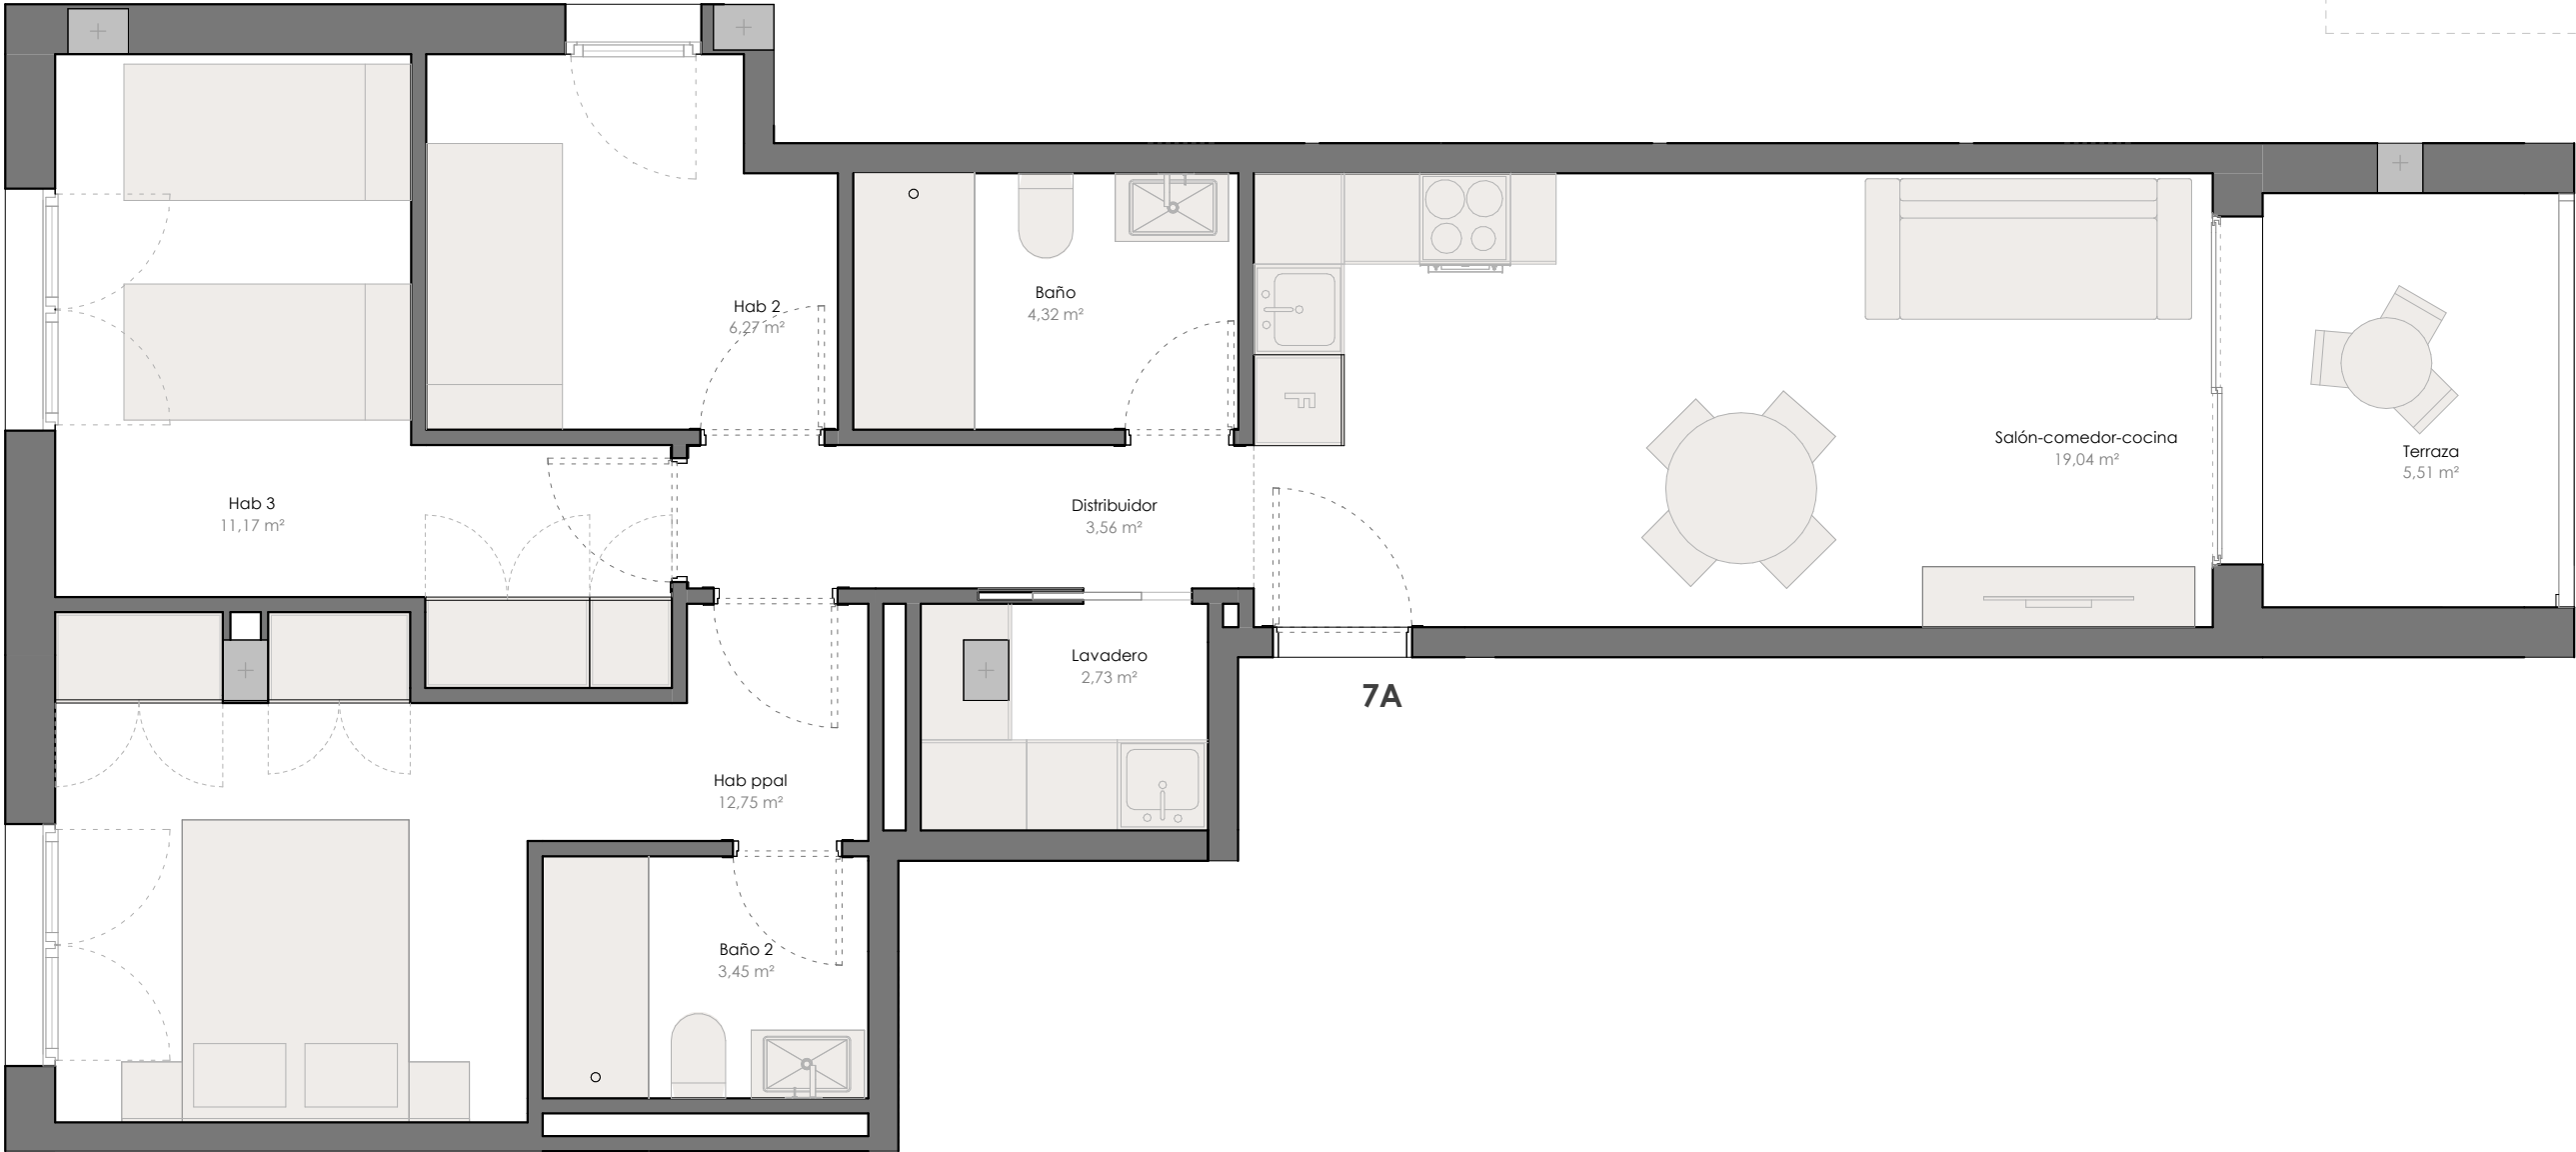 Hab 2
6,27 m²
Baño
4,32 m²
F
Salón-comedor-cocina
19,04 m²
Terraza
5,51 m²
Hab 3
11,17 m²
Distribuidor
3,56 m²
Lavadero
2,73 m²
7A
Hab ppal
12,75 m²
Baño 2
3,45 m²